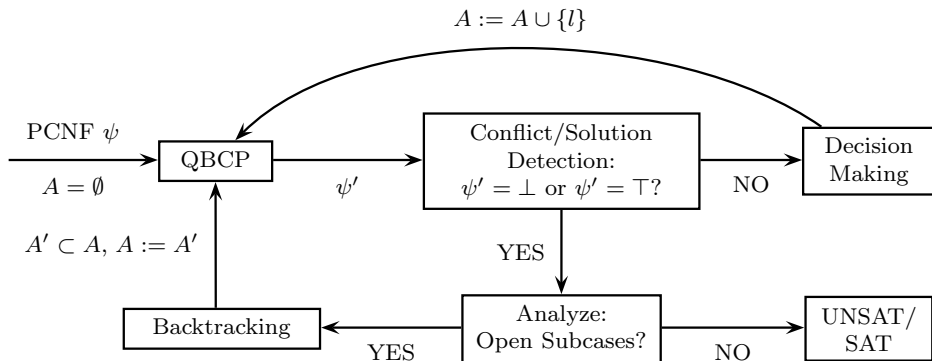 A := A ∪ {l}
PCNF ψ
A = ∅
QBCP
ψ′
Conflict/Solution
Detection:
ψ′ = ⊥ or ψ′ = ⊤?
NO
Decision
Making
A′ ⊂ A, A := A′
YES
Backtracking
YES
Analyze:
Open Subcases?
NO
UNSAT/
SAT